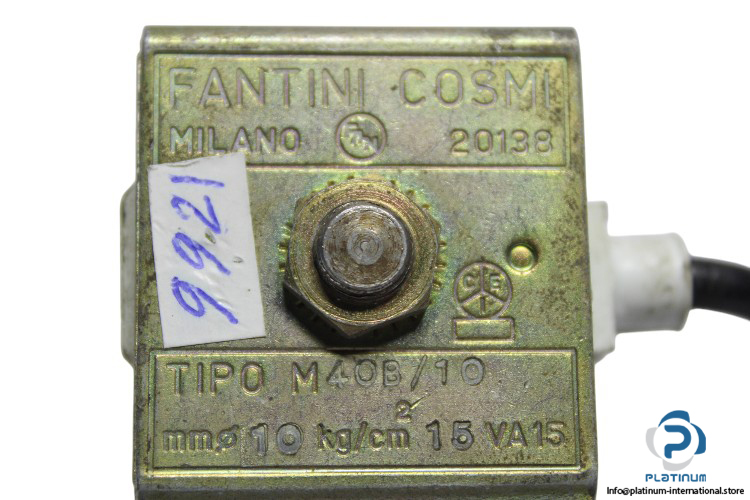 FANTINI COSMI
MILANO 20138
9921
CEI
TIPO M40B/10
mmø 10 kg/cm² 15 VA15
PLATINUM
Info@platinum-international.store